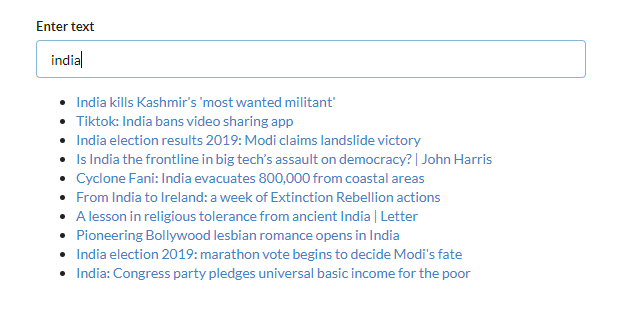 Enter text
india
India kills Kashmir's 'most wanted militant'
Tiktok: India bans video sharing app
India election results 2019: Modi claims landslide victory
Is India the frontline in big tech's assault on democracy? | John Harris
Cyclone Fani: India evacuates 800,000 from coastal areas
From India to Ireland: a week of Extinction Rebellion actions
A lesson in religious tolerance from ancient India | Letter
Pioneering Bollywood lesbian romance opens in India
India election 2019: marathon vote begins to decide Modi's fate
India: Congress party pledges universal basic income for the poor